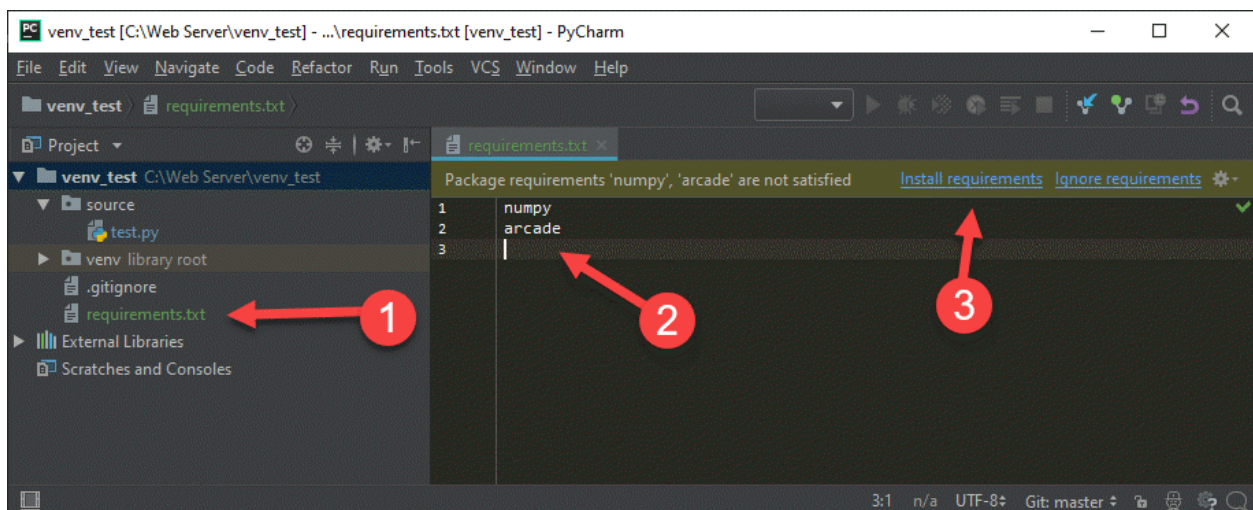 PC venv_test [C:\Web Server\venv_test] - ...\requirements.txt [venv_test] - PyCharm
File Edit View Navigate Code Refactor Run Tools VCS Window Help
venv_test requirements.txt
Project
requirements.txt
venv_test C:\Web Server\venv_test
Package requirements 'numpy', 'arcade' are not satisfied Install requirements Ignore requirements
source
test.py
venv library root
.gitignore
requirements.txt
External Libraries
Scratches and Consoles
1 numpy
2 arcade
3
1
2
3
3:1 n/a UTF-8 Git: master